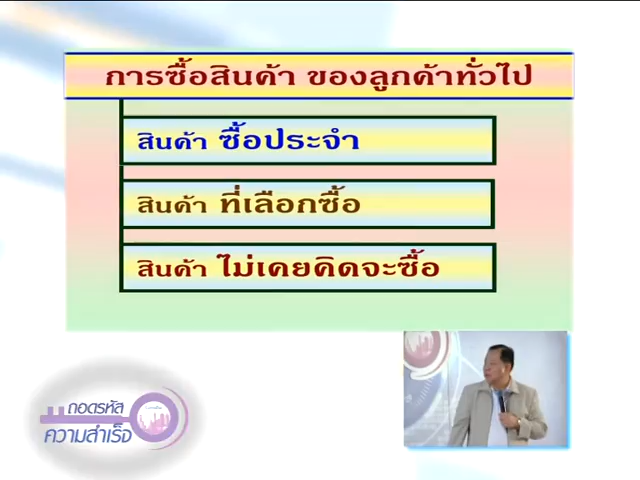 การซื้อสินค้า ของลูกค้าทั่วไป
สินค้า ซื้อประจำ
สินค้า ที่เลือกซื้อ
สินค้า ไม่เคยคิดจะซื้อ
ถอดรหัส
ความสำเร็จ